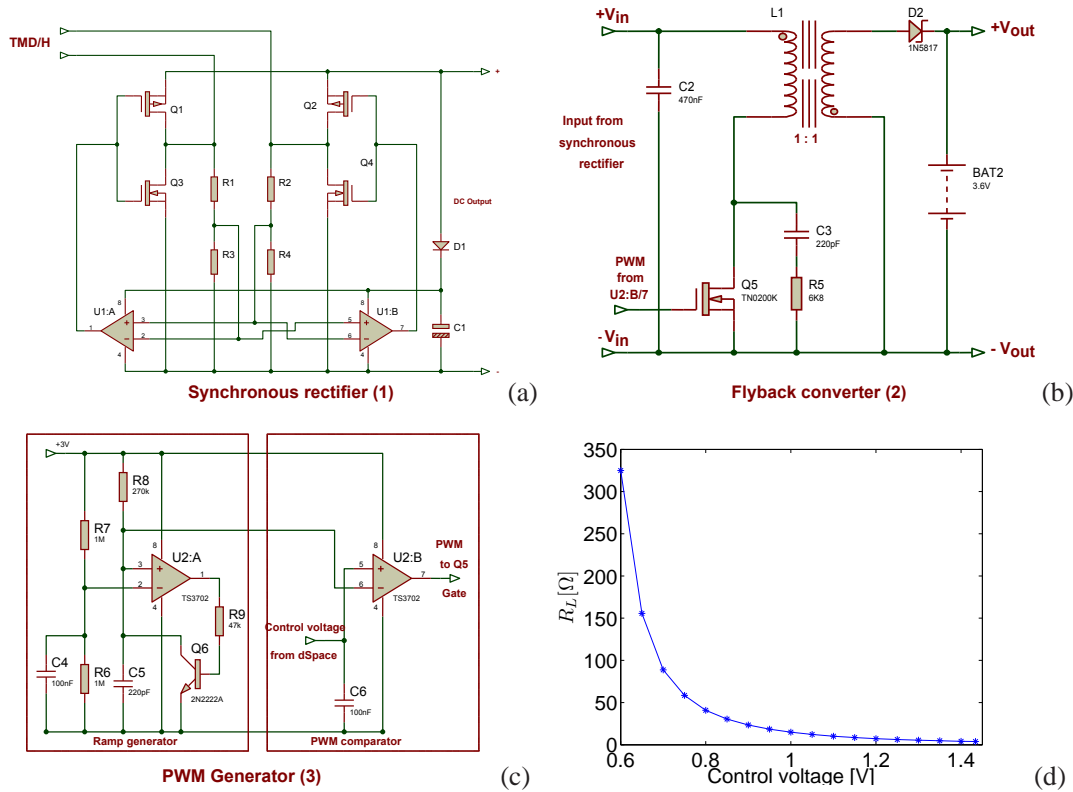 TMD/H
Q1
Q2
Q3
Q4
R1
R2
R3
R4
DC Output
D1
C1
U1:A
U1:B
8
1
3
2
4
8
5
6
7
4
+
-
Synchronous rectifier (1)
(a)
+Vin
L1
D2
1N5817
+Vout
C2
470nF
Input from
synchronous
rectifier
1 : 1
BAT2
3.6V
C3
220pF
PWM
from
U2:B/7
Q5
TN0200K
R5
6K8
-Vin
- Vout
Flyback converter (2)
(b)
+3V
R8
270k
R7
1M
U2:A
TS3702
8
3
2
1
4
R9
47k
Q6
2N2222A
C4
100nF
R6
1M
C5
220pF
Ramp generator
U2:B
TS3702
8
5
6
7
4
PWM
to Q5
Gate
Control voltage
from dSpace
C6
100nF
PWM comparator
PWM Generator (3)
(c)
350
300
250
200
150
100
50
0
RL[Ω]
0.6 0.8 1 1.2 1.4
Control voltage [V]
(d)